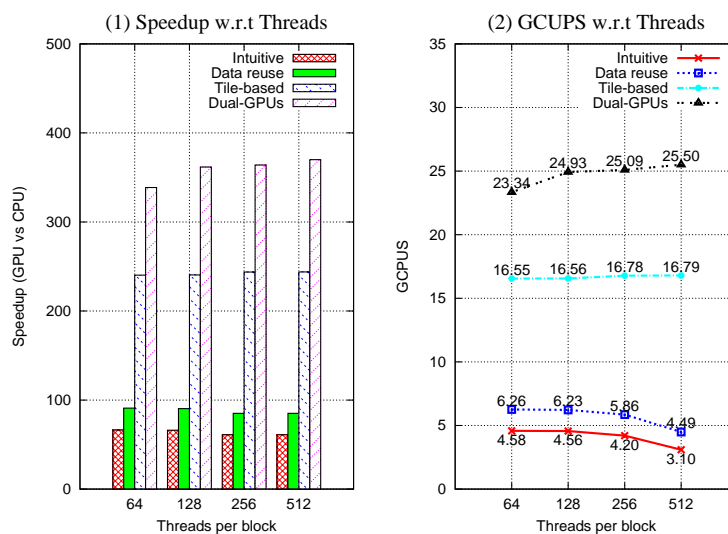 (1) Speedup w.r.t Threads
500
400
300
200
100
0
Speedup (GPU vs CPU)
Intuitive
Data reuse
Tile-based
Dual-GPUs
64 128 256 512
Threads per block
(2) GCUPS w.r.t Threads
35
30
25
20
15
10
5
0
GCPUS
Intuitive
Data reuse
Tile-based
Dual-GPUs
23.34 24.93 25.09 25.50
16.55 16.56 16.78 16.79
6.26 6.23 5.86 4.49
4.58 4.56 4.20 3.10
64 128 256 512
Threads per block